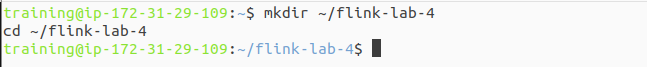 training@ip-172-31-29-109:~$ mkdir ~/flink-lab-4
cd ~/flink-lab-4
training@ip-172-31-29-109:~/flink-lab-4$